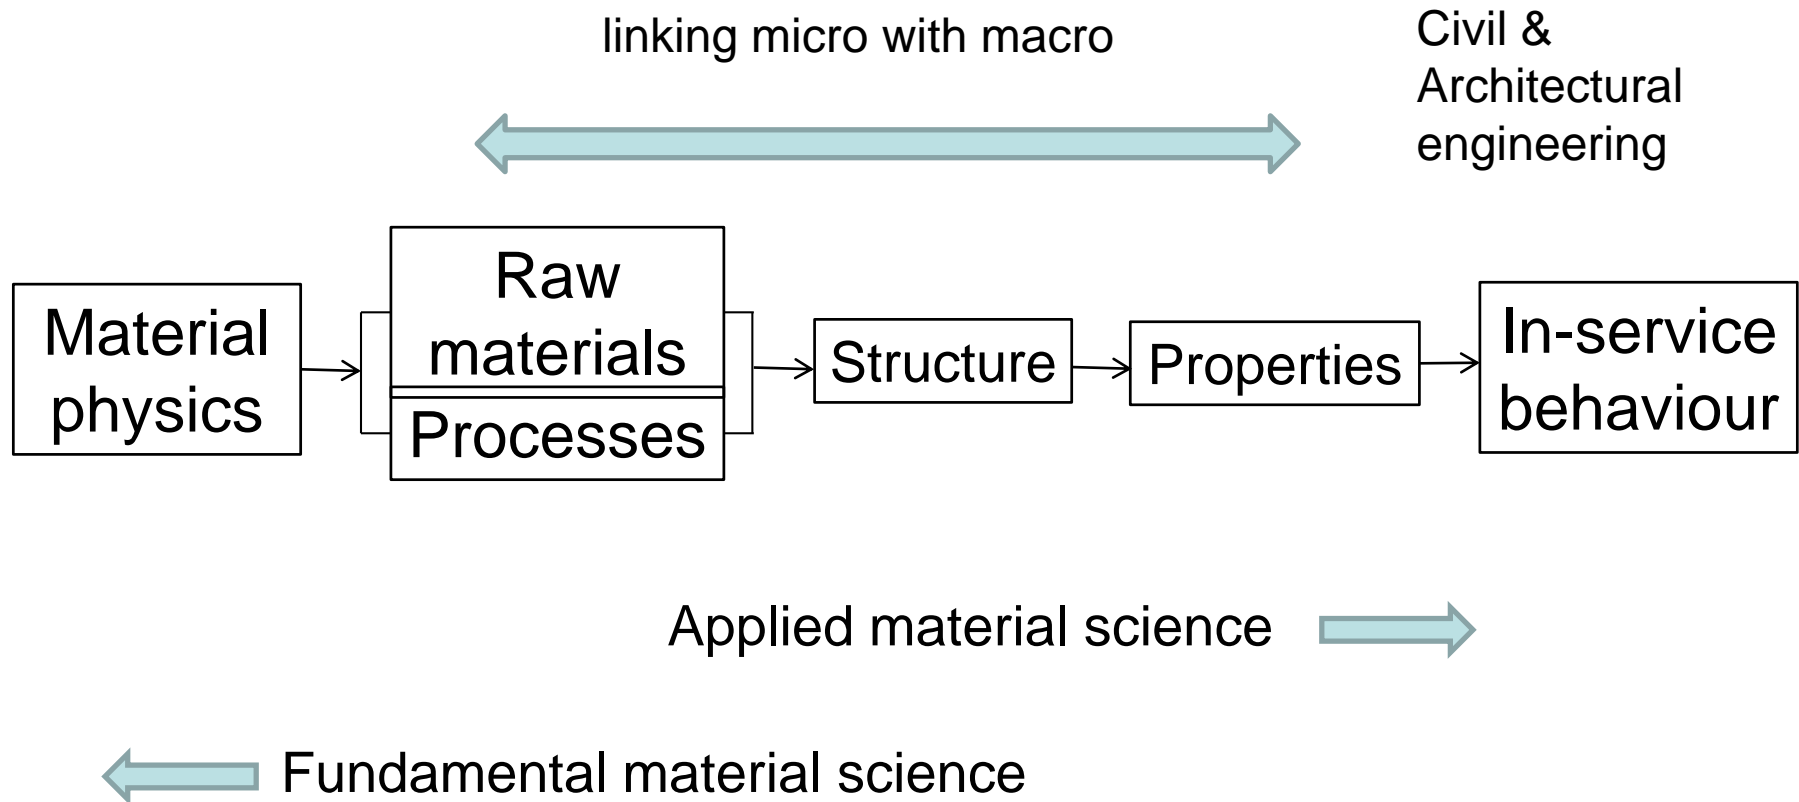 linking micro with macro
Civil &
Architectural
engineering
Material
physics
Raw
materials
Processes
Structure
Properties
In-service
behaviour
Applied material science
Fundamental material science